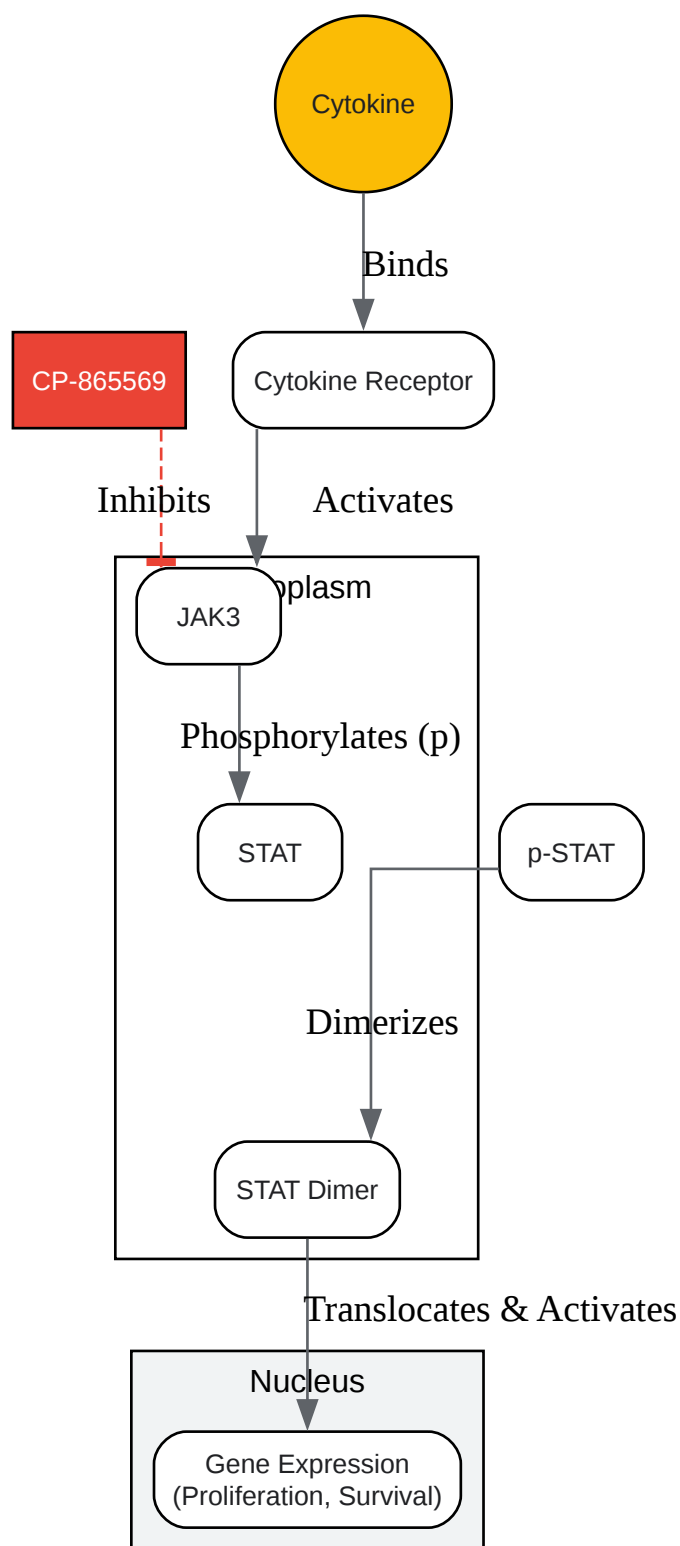 Cytokine
Binds
CP-865569
Cytokine Receptor
Inhibits
Activates
oplasm
JAK3
Phosphorylates (p)
STAT
p-STAT
Dimerizes
STAT Dimer
Translocates & Activates
Nucleus
Gene Expression
(Proliferation, Survival)